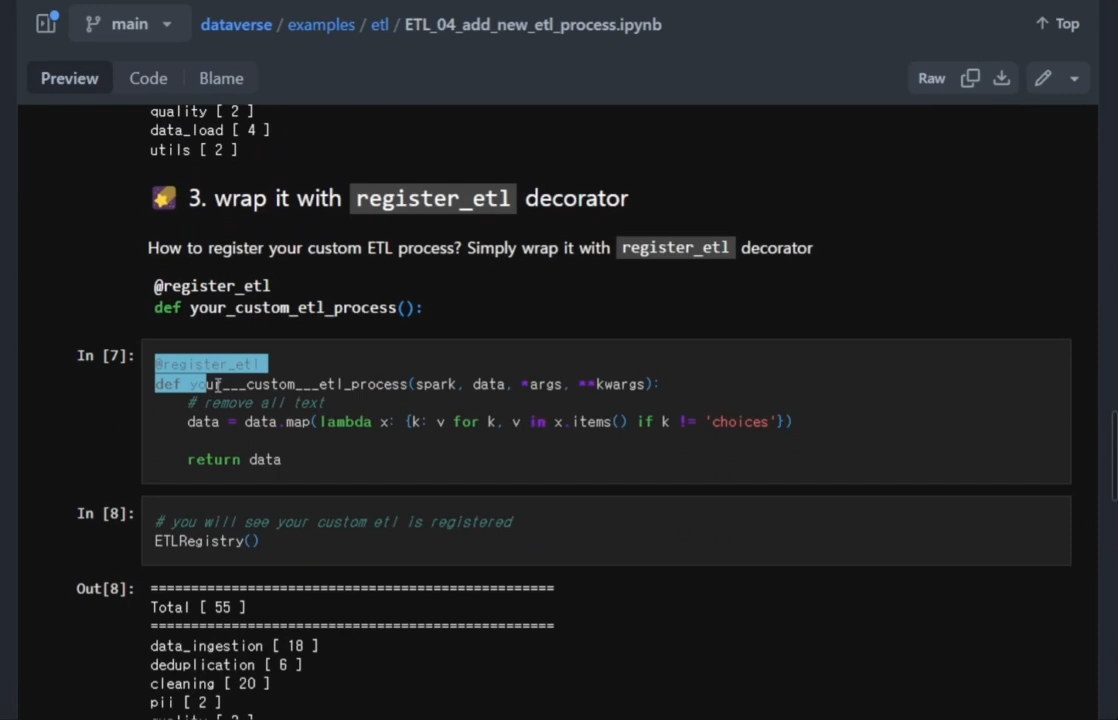 main
dataverse / examples / etl / ETL_04_add_new_etl_process.ipynb
Top
Preview
Code
Blame
Raw
quality [ 2 ]
data_load [ 4 ]
utils [ 2 ]
3. wrap it with register_etl decorator
How to register your custom ETL process? Simply wrap it with register_etl decorator
@register_etl
def your_custom_etl_process():
In [7]:
@register_etl
def your___custom___etl_process(spark, data, *args, **kwargs):
# remove all text
data = data.map(lambda x: {k: v for k, v in x.items() if k != 'choices'})
return data
In [8]:
# you will see your custom etl is registered
ETLRegistry()
Out[8]:
==================================================
Total [ 55 ]
==================================================
data_ingestion [ 18 ]
deduplication [ 6 ]
cleaning [ 20 ]
pii [ 2 ]